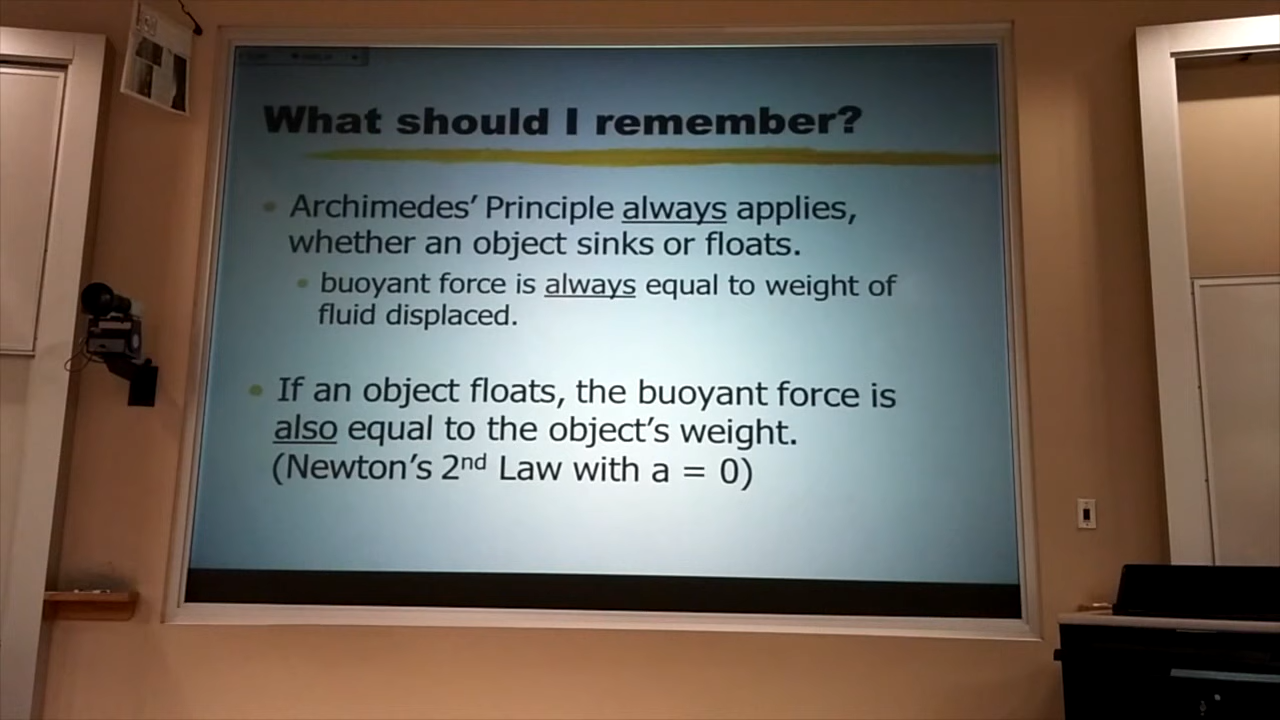 What should I remember?
Archimedes’ Principle always applies,
whether an object sinks or floats.
buoyant force is always equal to weight of
fluid displaced.
If an object floats, the buoyant force is
also equal to the object’s weight.
(Newton’s 2nd Law with a = 0)